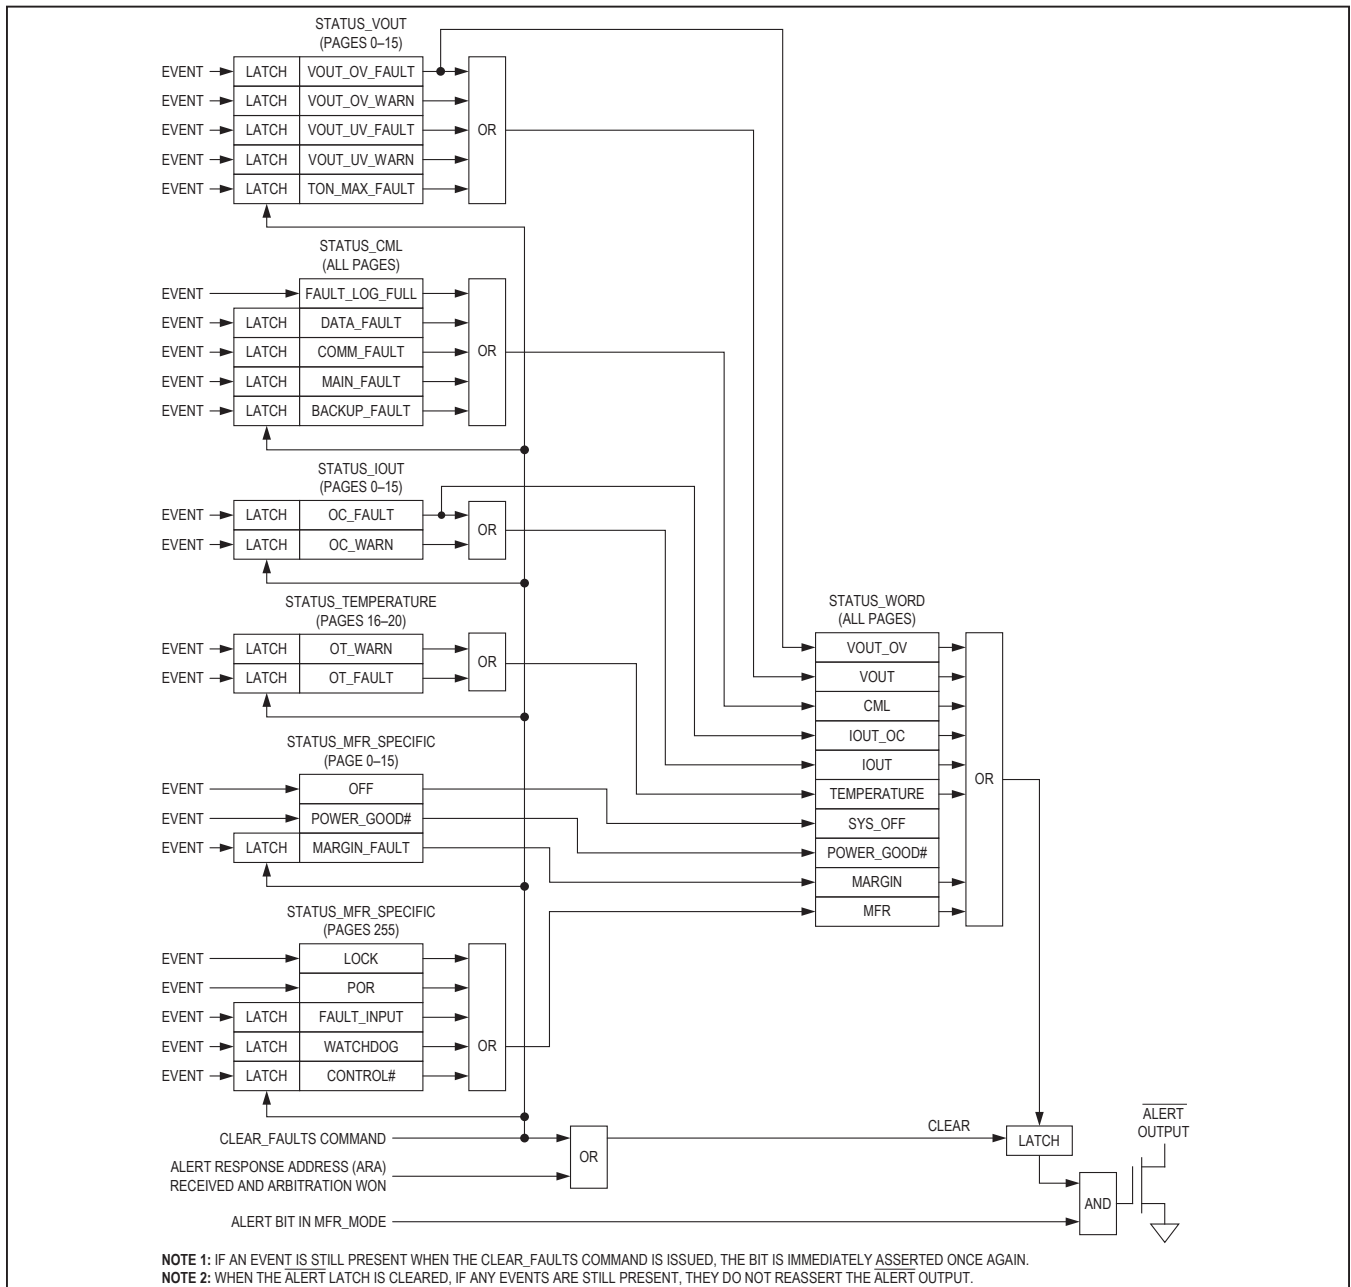 STATUS_VOUT
(PAGES 0–15)
EVENT LATCH VOUT_OV_FAULT
EVENT LATCH VOUT_OV_WARN
EVENT LATCH VOUT_UV_FAULT OR
EVENT LATCH VOUT_UV_WARN
EVENT LATCH TON_MAX_FAULT
STATUS_CML
(ALL PAGES)
EVENT FAULT_LOG_FULL
EVENT LATCH DATA_FAULT
EVENT LATCH COMM_FAULT OR
EVENT LATCH MAIN_FAULT
EVENT LATCH BACKUP_FAULT
STATUS_IOUT
(PAGES 0–15)
EVENT LATCH OC_FAULT
OR
EVENT LATCH OC_WARN
STATUS_TEMPERATURE
(PAGES 16–20)
EVENT LATCH OT_WARN
OR
EVENT LATCH OT_FAULT
STATUS_MFR_SPECIFIC
(PAGE 0–15)
EVENT OFF
EVENT POWER_GOOD#
EVENT LATCH MARGIN_FAULT
STATUS_MFR_SPECIFIC
(PAGES 255)
EVENT LOCK
EVENT POR
EVENT LATCH FAULT_INPUT
EVENT LATCH WATCHDOG OR
EVENT LATCH CONTROL#
STATUS_WORD
(ALL PAGES)
VOUT_OV
VOUT
CML
IOUT_OC
IOUT
OR
TEMPERATURE
SYS_OFF
POWER_GOOD#
MARGIN
MFR
CLEAR_FAULTS COMMAND
ALERT RESPONSE ADDRESS (ARA)
RECEIVED AND ARBITRATION WON
OR
CLEAR
LATCH
ALERT
OUTPUT
ALERT BIT IN MFR_MODE
AND
NOTE 1: IF AN EVENT IS STILL PRESENT WHEN THE CLEAR_FAULTS COMMAND IS ISSUED, THE BIT IS IMMEDIATELY ASSERTED ONCE AGAIN.
NOTE 2: WHEN THE ALERT LATCH IS CLEARED, IF ANY EVENTS ARE STILL PRESENT, THEY DO NOT REASSERT THE ALERT OUTPUT.